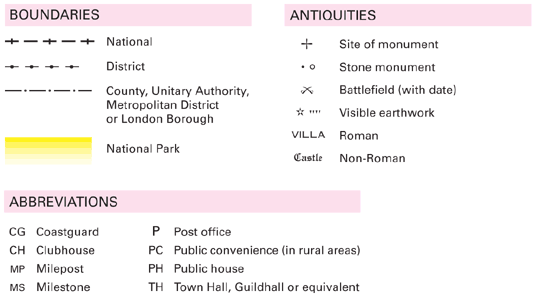 BOUNDARIES
National
District
County, Unitary Authority,
Metropolitan District
or London Borough
National Park
ANTIQUITIES
Site of monument
Stone monument
Battlefield (with date)
Visible earthwork
VILLA Roman
Castle Non-Roman
ABBREVIATIONS
CG Coastguard
CH Clubhouse
MP Milepost
MS Milestone
P Post office
PC Public convenience (in rural areas)
PH Public house
TH Town Hall, Guildhall or equivalent